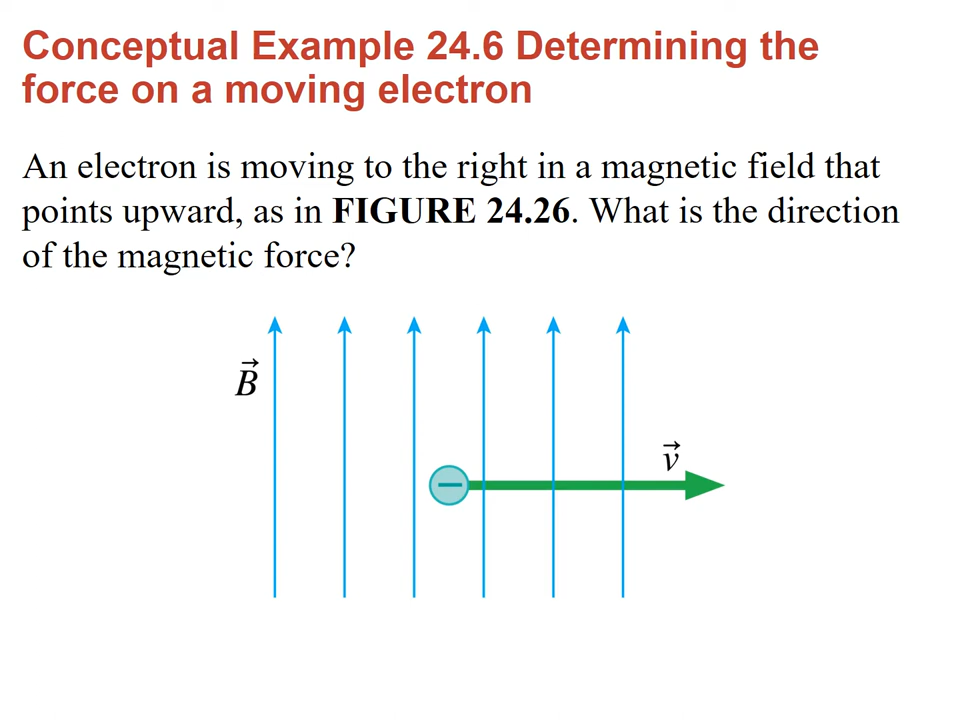 Conceptual Example 24.6 Determining the
force on a moving electron
An electron is moving to the right in a magnetic field that
points upward, as in FIGURE 24.26. What is the direction
of the magnetic force?
B⃗
v⃗
−